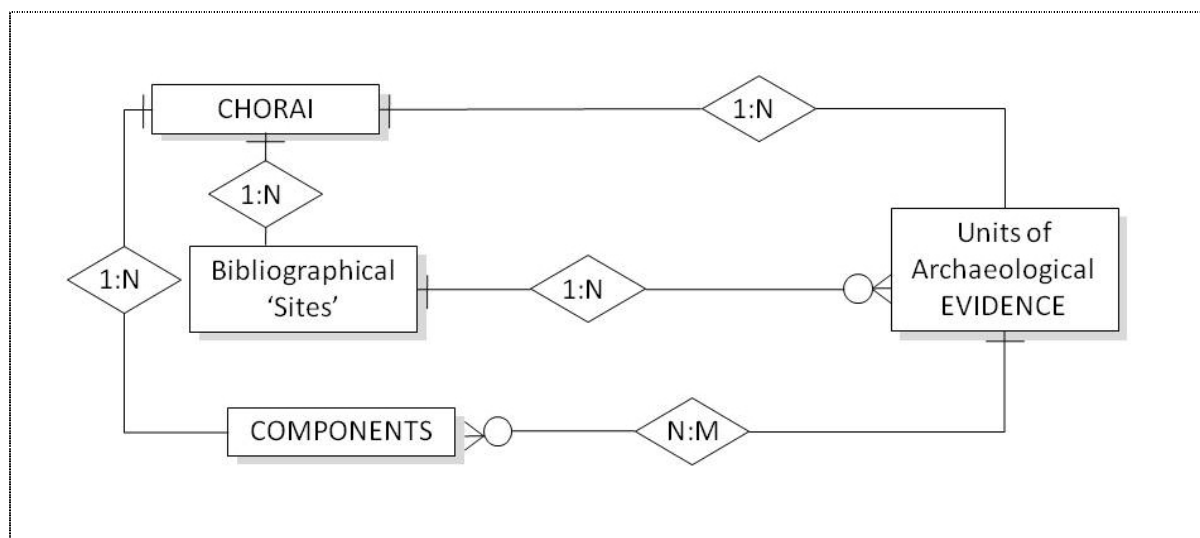 CHORAI
1:N
1:N
1:N
Bibliographical
‘Sites’
1:N
Units of
Archaeological
EVIDENCE
COMPONENTS
N:M